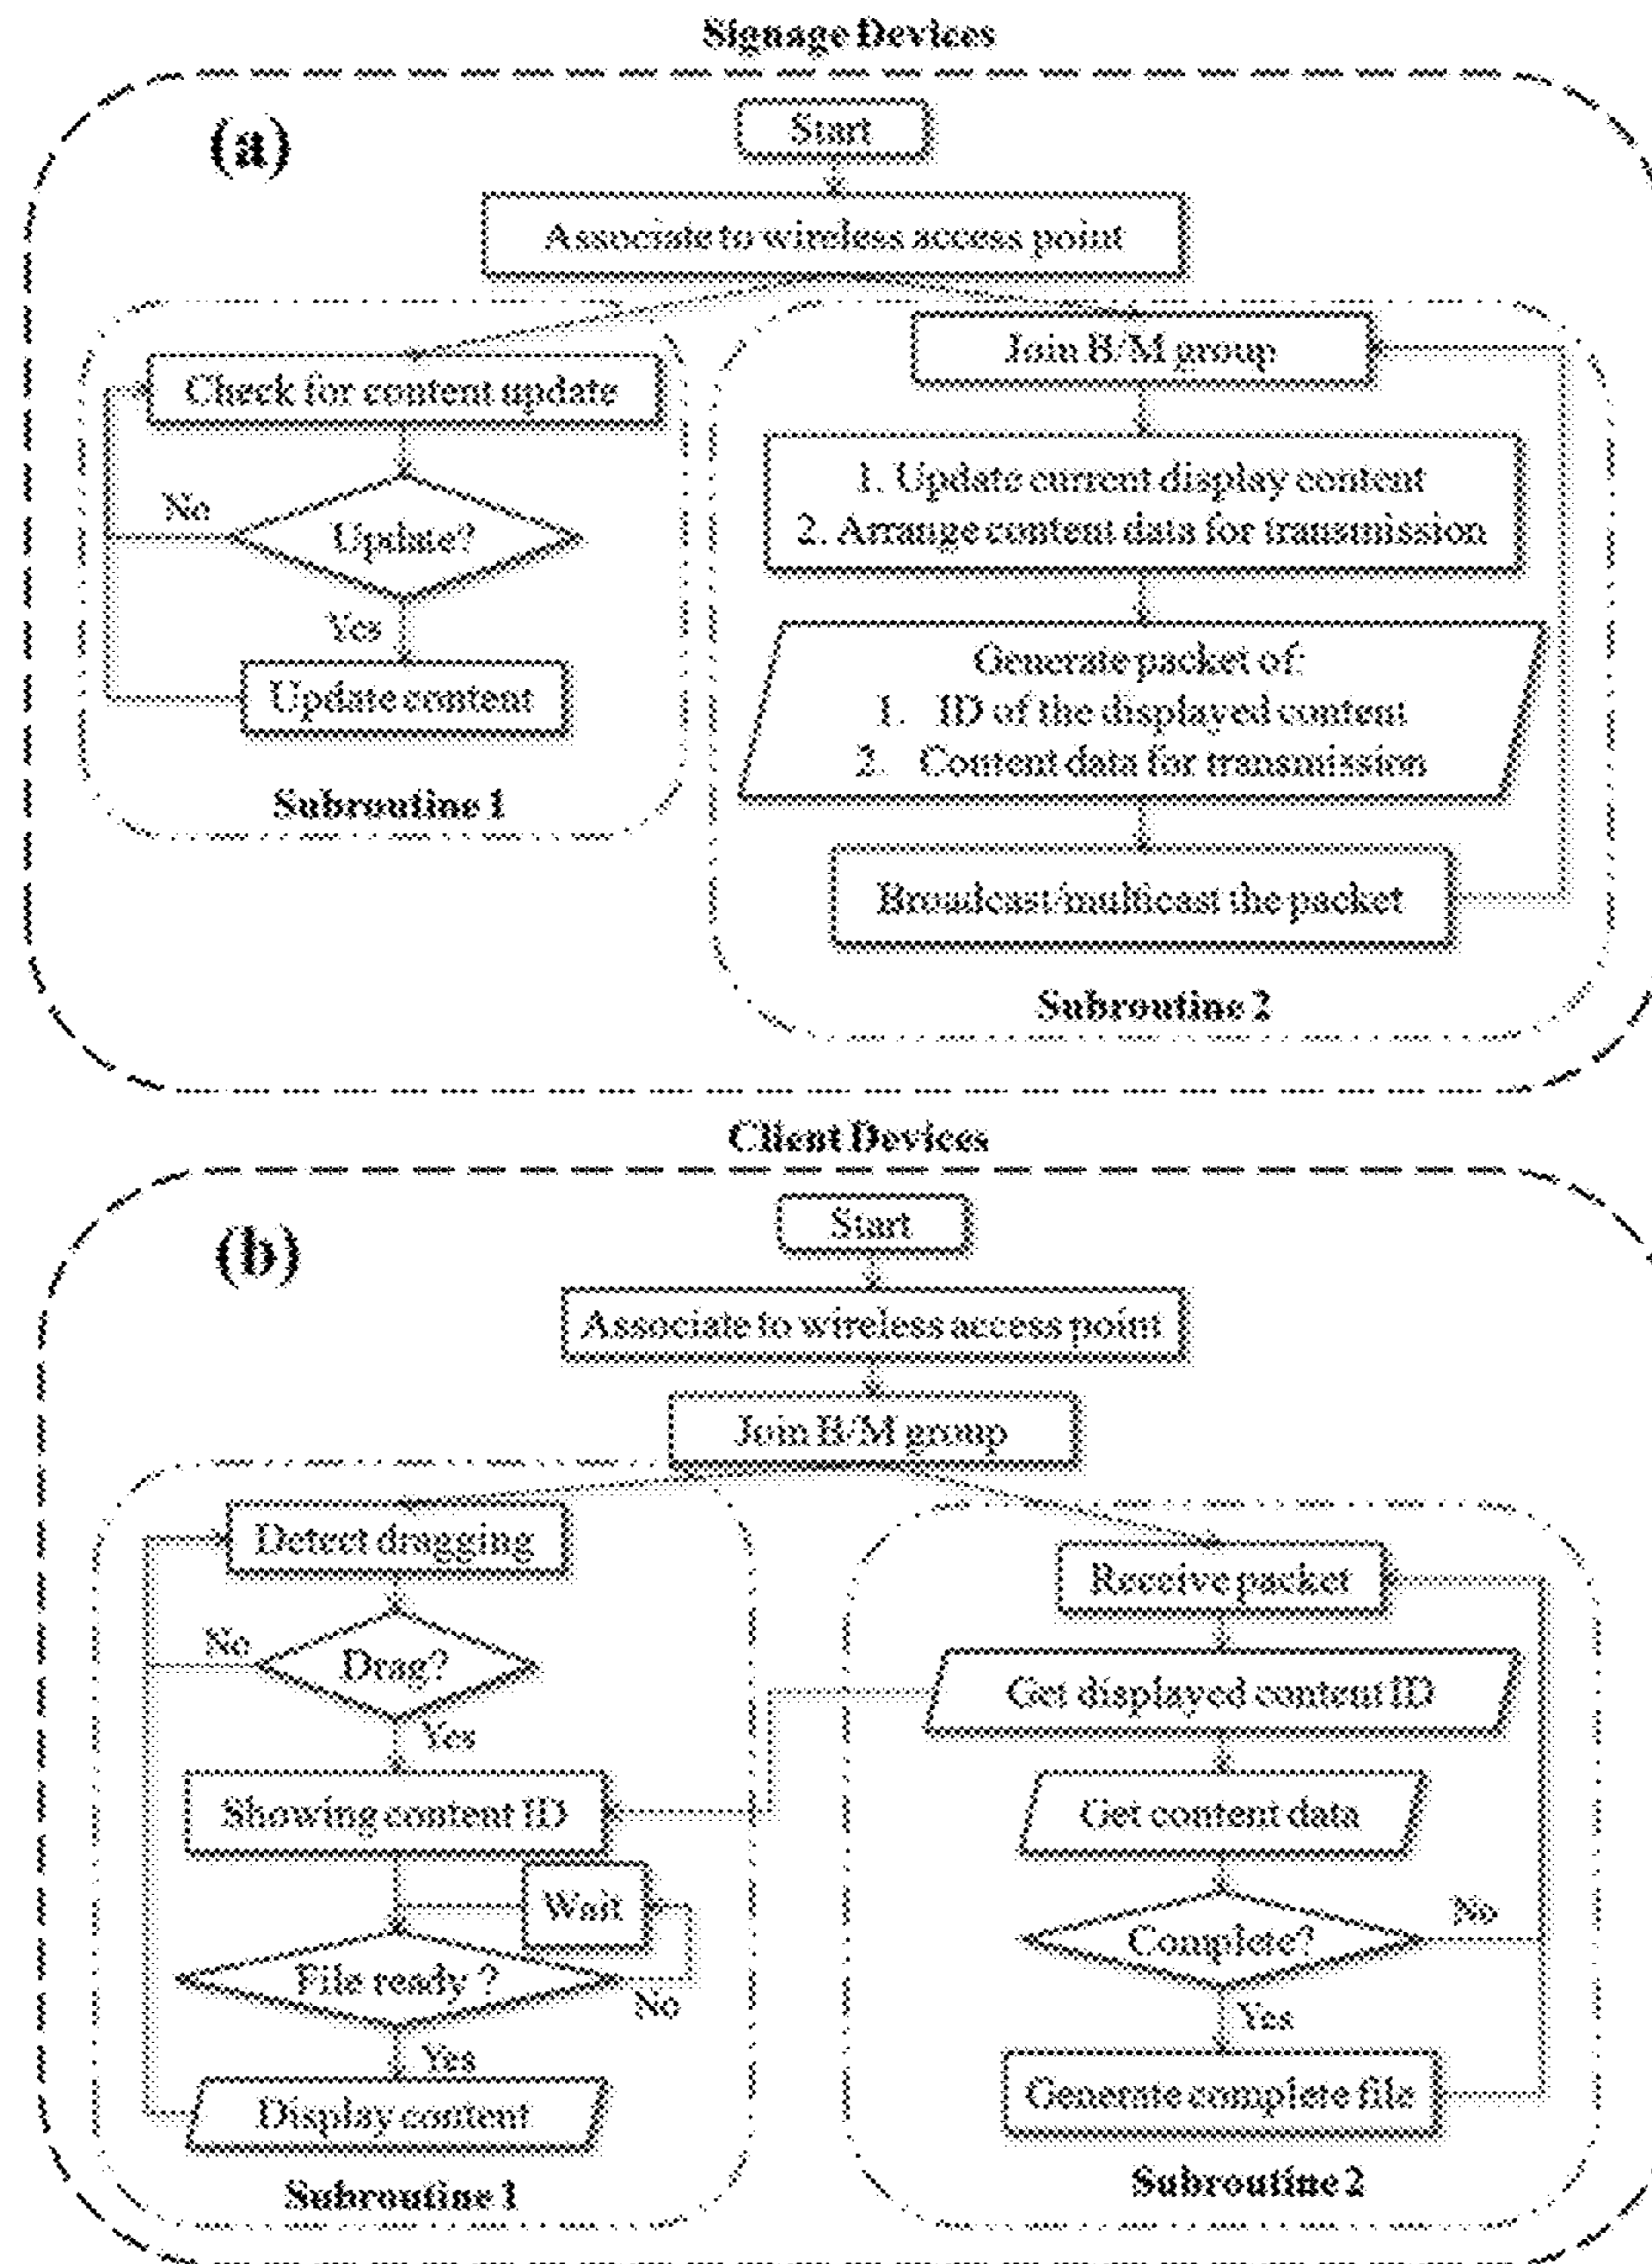 Signage Devices
(a)
Start
Associate to wireless access point
Check for content update
No
Update?
Yes
Update content
Subroutine 1
Join B/M group
1. Update current display content
2. Arrange content data for transmission
Generate packet of:
1. ID of the displayed content
2. Content data for transmission
Broadcast/multicast the packet
Subroutine 2
Client Devices
(b)
Start
Associate to wireless access point
Join B/M group
Detect dragging
No
Drag?
Yes
Showing content ID
Wait
File ready ?
No
Yes
Display content
Subroutine 1
Receive packet
Get displayed content ID
Get content data
Complete?
No
Yes
Generate complete file
Subroutine 2